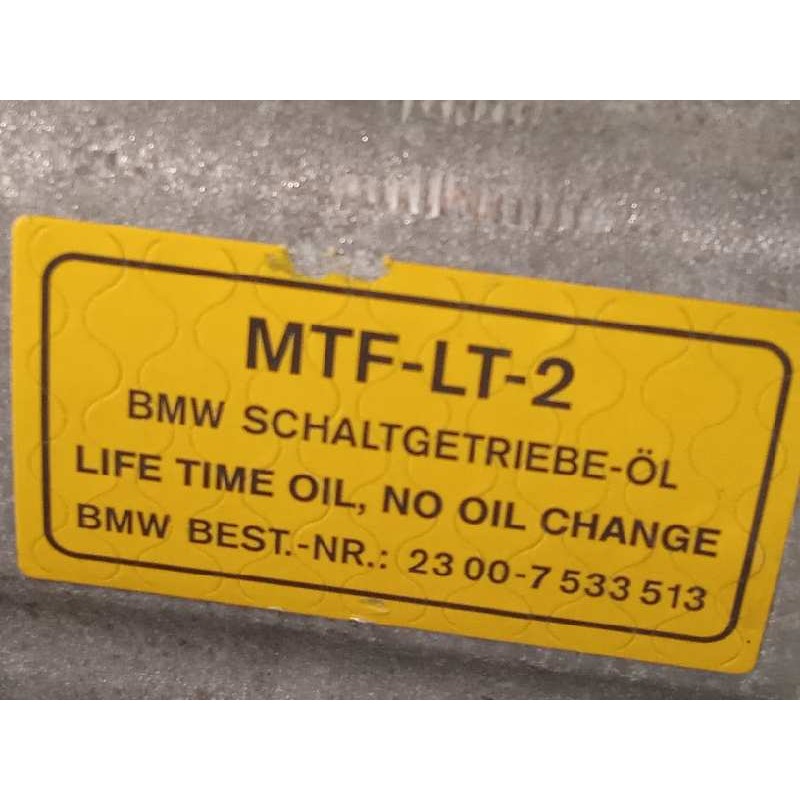 MTF-LT-2
BMW SCHALTGETRIEBE-ÖL
LIFE TIME OIL, NO OIL CHANGE
BMW BEST.-NR.: 23 00-7 533 513